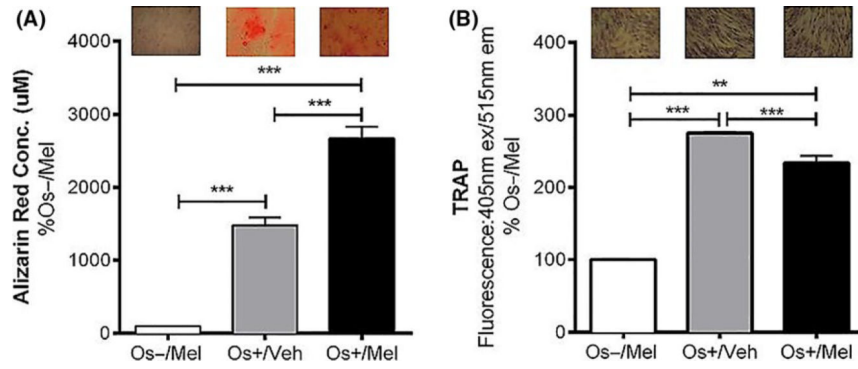 (A)
Alizarin Red Conc. (uM)
%Os–/Mel
4000
3000
2000
1000
0
***
***
***
Os–/Mel Os+/Veh Os+/Mel
(B)
TRAP
Fluorescence:405nm ex/515nm em
% Os–/Mel
400
300
250
200
100
0
**
***
***
Os–/Mel Os+/Veh Os+/Mel